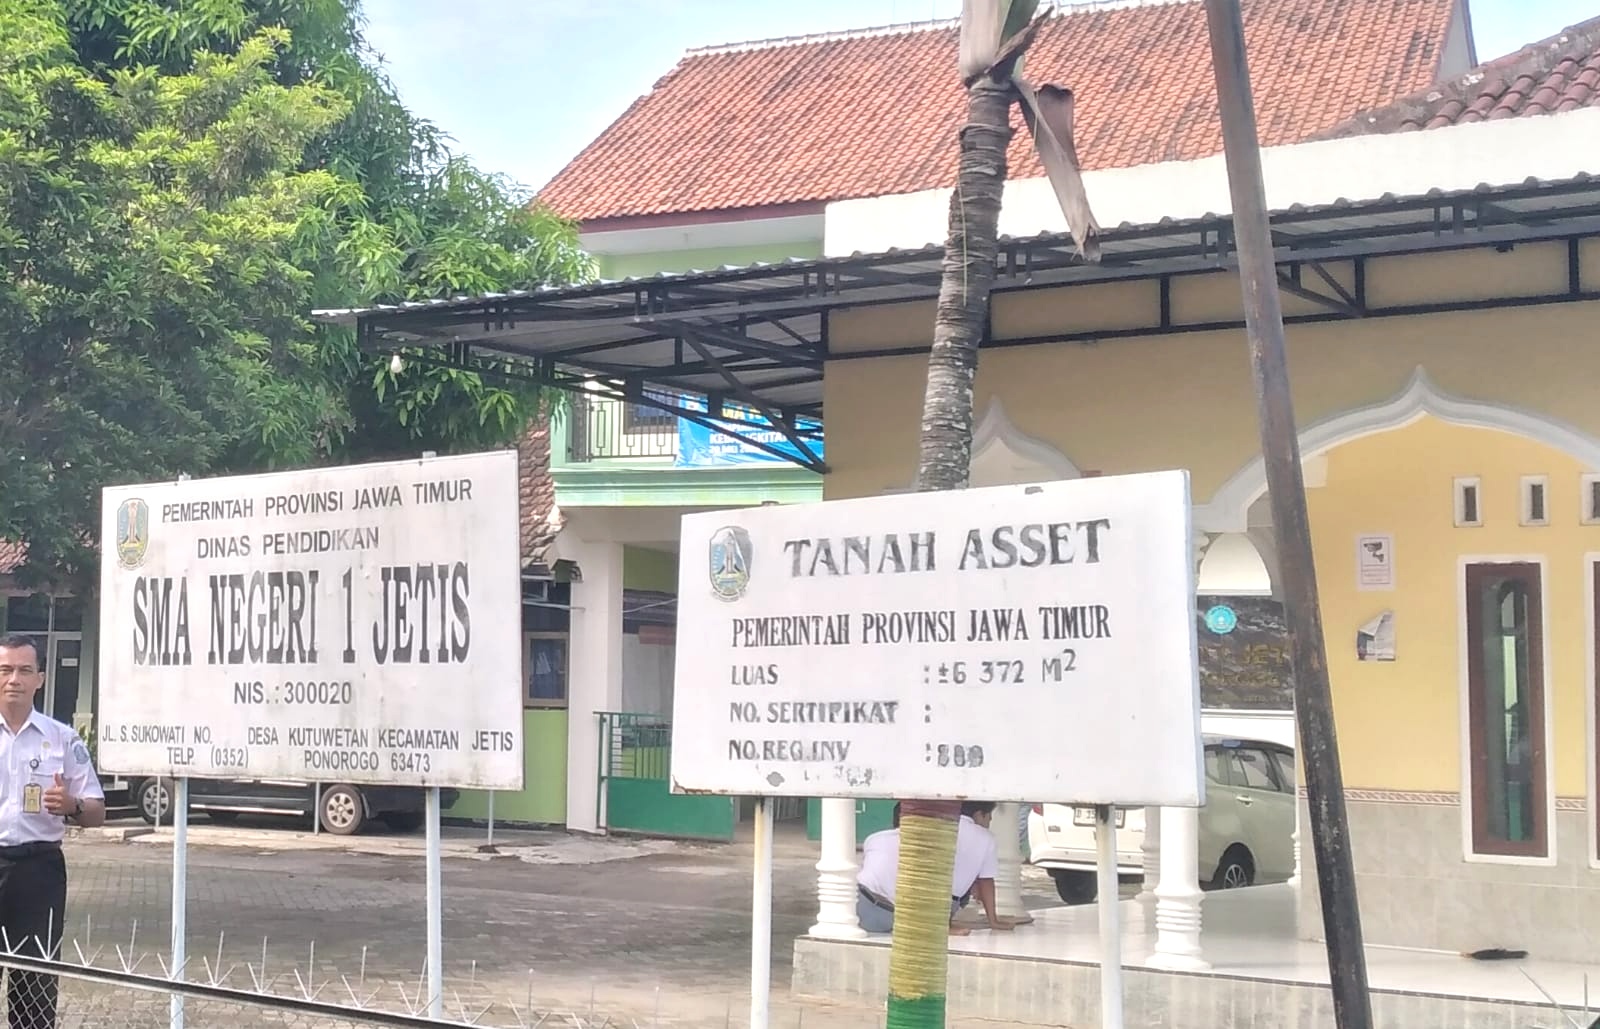 PEMERINTAH PROVINSI JAWA TIMUR
DINAS PENDIDIKAN
SMA NEGERI 1 JETIS
NIS. : 300020
JL. S. SUKOWATI NO. DESA KUTUWETAN KECAMATAN JETIS
TELP. (0352) PONOROGO 63473
TANAH ASSET
PEMERINTAH PROVINSI JAWA TIMUR
LUAS : ±6 372 M²
NO. SERTIFIKAT :
NO. REG. INV :